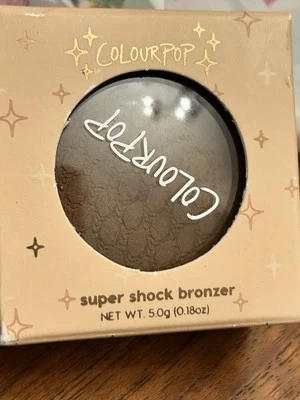 COLOURPOP
COLOURPOP
super shock bronzer
NET WT. 5.0g (0.18oz)